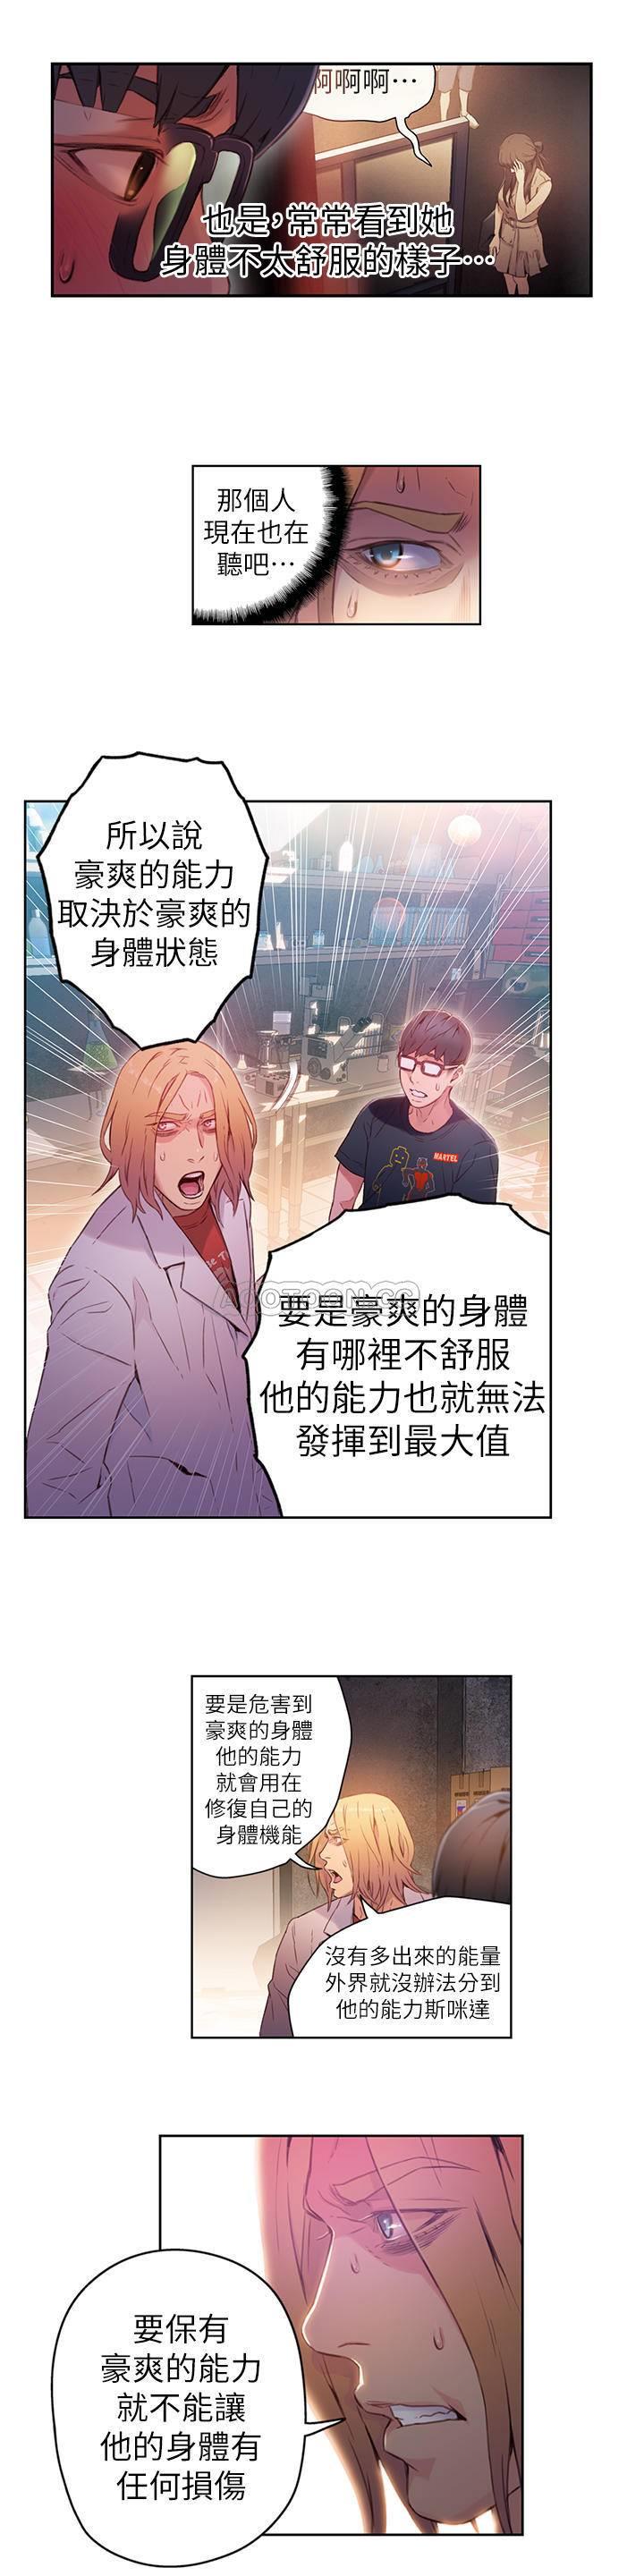 啊啊啊⋯
也是，常常看到她
身體不太舒服的樣子⋯
那個人
現在也在
聽吧⋯
所以說
豪爽的能力
取決於豪爽的
身體狀態
MARTEL
要是豪爽的身體
有哪裡不舒服
他的能力也就無法
發揮到最大值
要是危害到
豪爽的身體
他的能力
就會用在
修復自己的
身體機能
沒有多出來的能量
外界就沒辦法分到
他的能力斯咪達
要保有
豪爽的能力
就不能讓
他的身體有
任何損傷